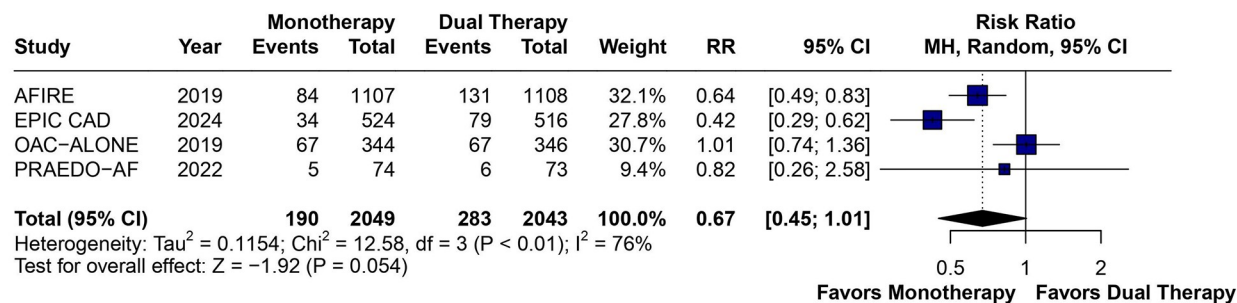 Monotherapy Dual Therapy Risk Ratio
Study Year Events Total Events Total Weight RR 95% CI MH, Random, 95% CI
AFIRE 2019 84 1107 131 1108 32.1% 0.64 [0.49; 0.83]
EPIC CAD 2024 34 524 79 516 27.8% 0.42 [0.29; 0.62]
OAC−ALONE 2019 67 344 67 346 30.7% 1.01 [0.74; 1.36]
PRAEDO−AF 2022 5 74 6 73 9.4% 0.82 [0.26; 2.58]
Total (95% CI) 190 2049 283 2043 100.0% 0.67 [0.45; 1.01]
Heterogeneity: Tau² = 0.1154; Chi² = 12.58, df = 3 (P < 0.01); I² = 76%
Test for overall effect: Z = −1.92 (P = 0.054)
0.5 1 2
Favors Monotherapy Favors Dual Therapy